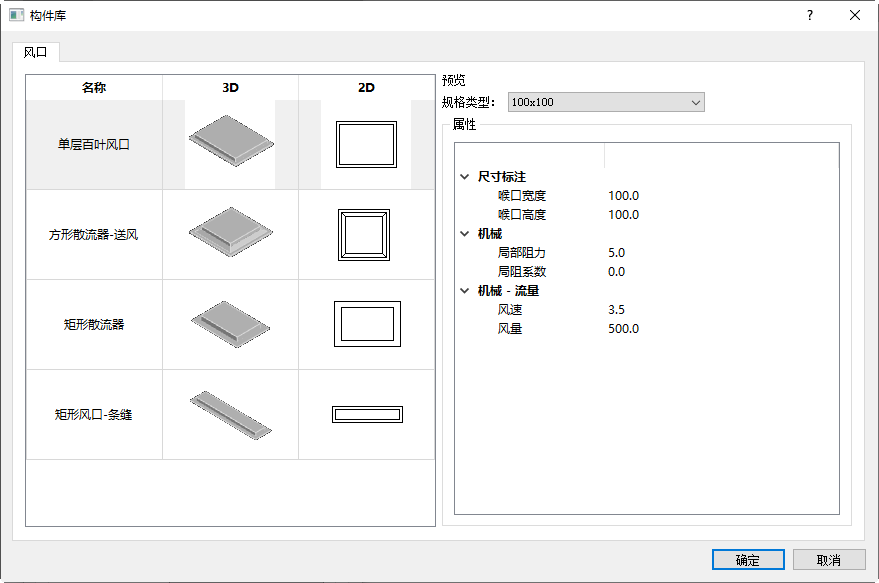 构件库
?
风口
名称 3D 2D
单层百叶风口
方形散流器-送风
矩形散流器
矩形风口-条缝
预览
规格类型： 100x100
属性
尺寸标注
喉口宽度 100.0
喉口高度 100.0
机械
局部阻力 5.0
局阻系数 0.0
机械 - 流量
风速 3.5
风量 500.0
确定 取消